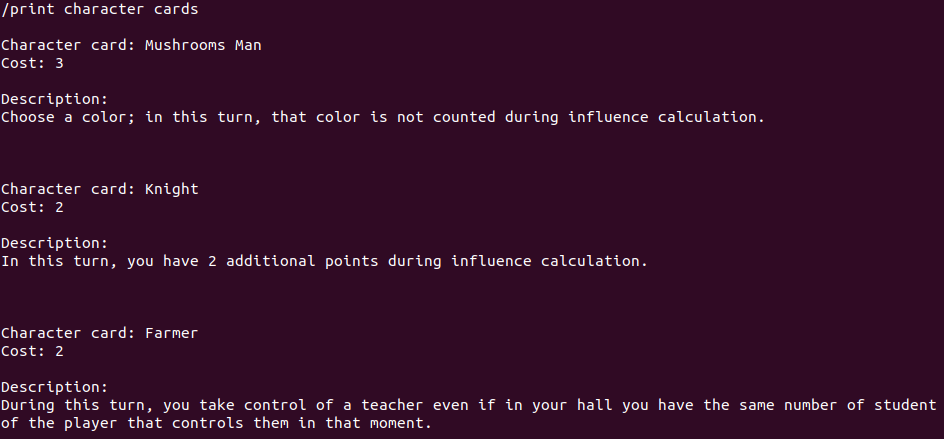 /print character cards
Character card: Mushrooms Man
Cost: 3
Description:
Choose a color; in this turn, that color is not counted during influence calculation.
Character card: Knight
Cost: 2
Description:
In this turn, you have 2 additional points during influence calculation.
Character card: Farmer
Cost: 2
Description:
During this turn, you take control of a teacher even if in your hall you have the same number of student
of the player that controls them in that moment.